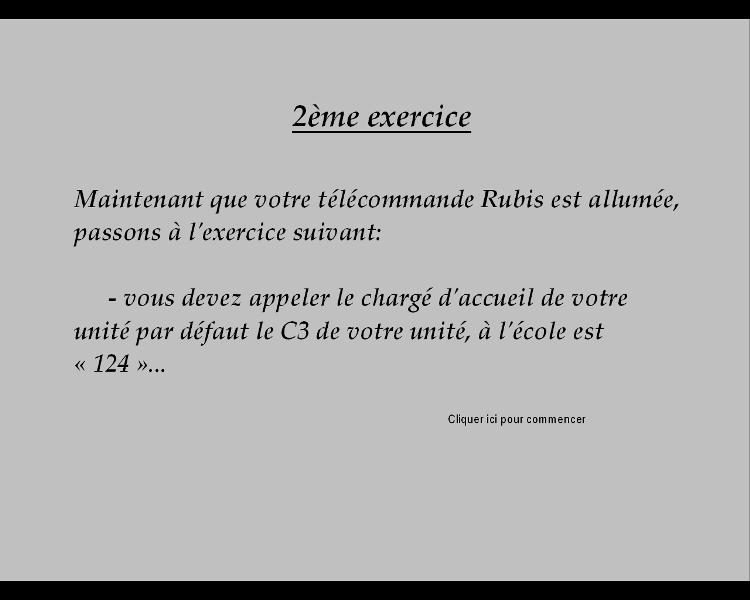 2ème exercice
Maintenant que votre télécommande Rubis est allumée,
passons à l'exercice suivant:
- vous devez appeler le chargé d'accueil de votre
unité par défaut le C3 de votre unité, à l'école est
« 124 »...
Cliquer ici pour commencer